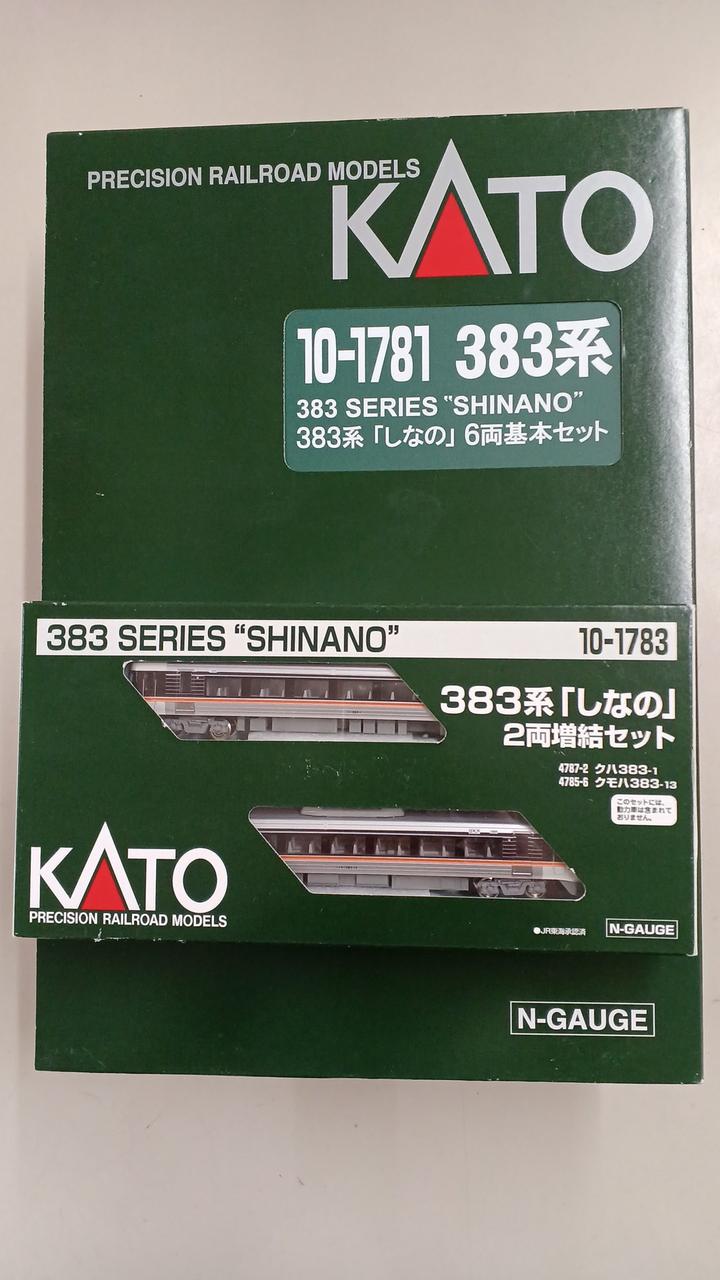 PRECISION RAILROAD MODELS
KATO
10-1781 383系
383 SERIES "SHINANO"
383系「しなの」6両基本セット
383 SERIES "SHINANO" 10-1783
383系「しなの」
2両増結セット
4787-2 クハ383-1
4785-6 クモハ383-13
このセットには、
動力車は含まれて
おりません。
KATO
PRECISION RAILROAD MODELS
●JR東海承認済
N-GAUGE
N-GAUGE